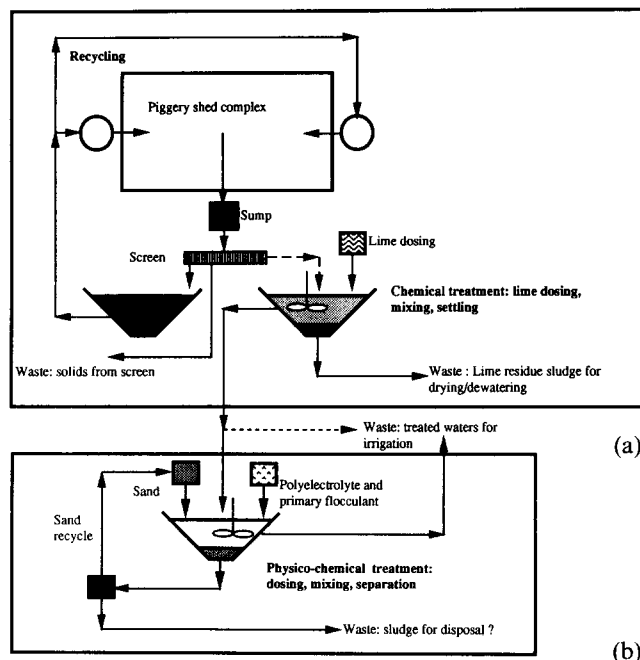 Recycling
Piggery shed complex
Sump
Screen
Lime dosing
Chemical treatment: lime dosing,
mixing, settling
Waste: solids from screen
Waste : Lime residue sludge for
drying/dewatering
Waste: treated waters for
irrigation
(a)
Sand
Polyelectrolyte and
primary flocculant
Sand
recycle
Physico-chemical treatment:
dosing, mixing, separation
Waste: sludge for disposal ?
(b)